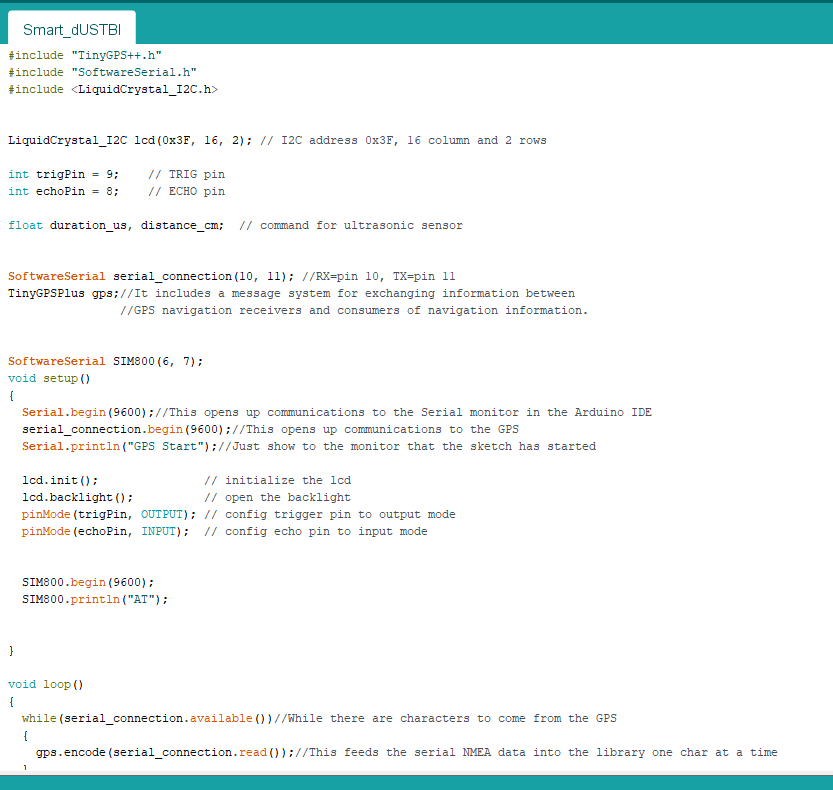 Smart_dUSTBI
#include "TinyGPS++.h"
#include "SoftwareSerial.h"
#include <LiquidCrystal_I2C.h>
LiquidCrystal_I2C lcd(0x3F, 16, 2); // I2C address 0x3F, 16 column and 2 rows
int trigPin = 9;    // TRIG pin
int echoPin = 8;    // ECHO pin
float duration_us, distance_cm;  // command for ultrasonic sensor
SoftwareSerial serial_connection(10, 11); //RX=pin 10, TX=pin 11
TinyGPSPlus gps;//It includes a message system for exchanging information between
                //GPS navigation receivers and consumers of navigation information.
SoftwareSerial SIM800(6, 7);
void setup()
{
  Serial.begin(9600);//This opens up communications to the Serial monitor in the Arduino IDE
  serial_connection.begin(9600);//This opens up communications to the GPS
  Serial.println("GPS Start");//Just show to the monitor that the sketch has started
  lcd.init();               // initialize the lcd
  lcd.backlight();          // open the backlight
  pinMode(trigPin, OUTPUT); // config trigger pin to output mode
  pinMode(echoPin, INPUT);  // config echo pin to input mode
  SIM800.begin(9600);
  SIM800.println("AT");
}
void loop()
{
  while(serial_connection.available())//While there are characters to come from the GPS
  {
    gps.encode(serial_connection.read());//This feeds the serial NMEA data into the library one char at a time
  }